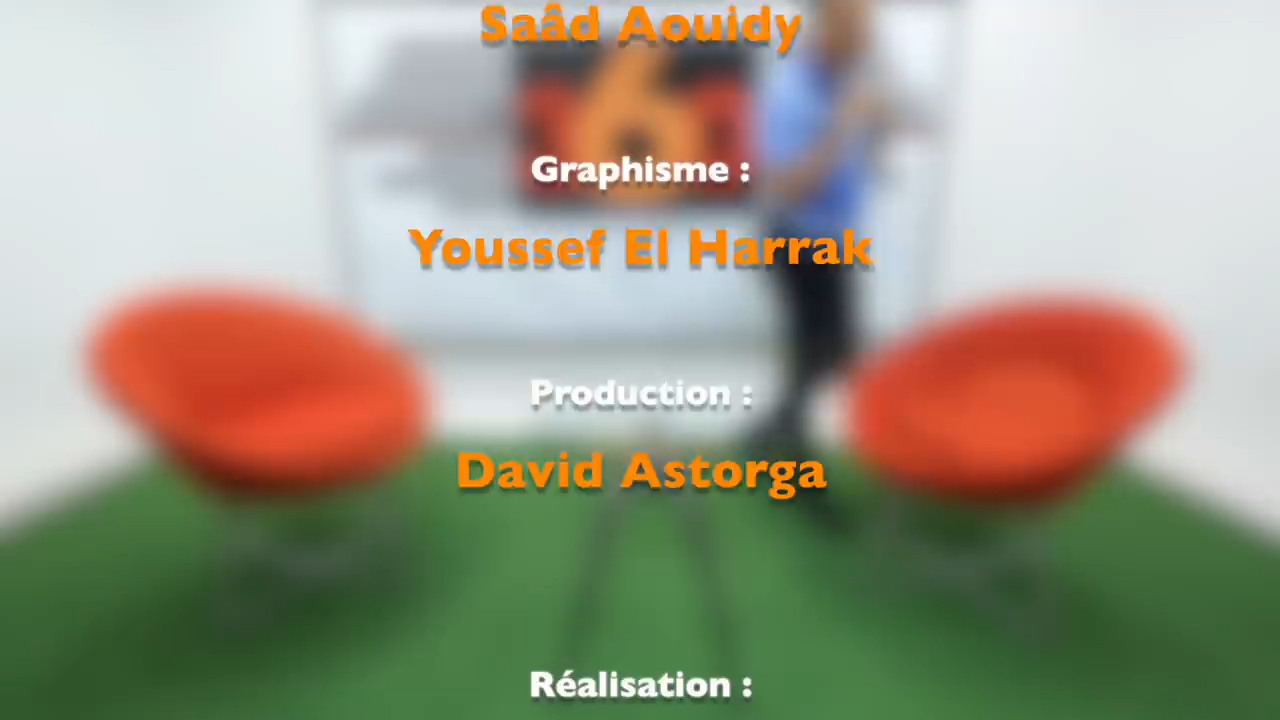 Saâd Aouidy
Graphisme :
Youssef El Harrak
Production :
David Astorga
Réalisation :